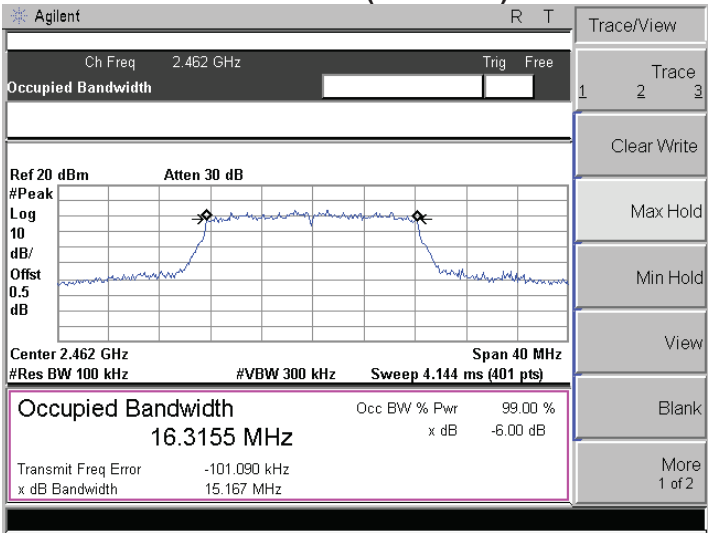 Agilent R T
Trace/View
Ch Freq 2.462 GHz Trig Free
Occupied Bandwidth
Trace
1 2 3
Clear Write
Max Hold
Min Hold
View
Blank
More
1 of 2
Ref 20 dBm Atten 30 dB
#Peak
Log
10
dB/
Offst
0.5
dB
Center 2.462 GHz Span 40 MHz
#Res BW 100 kHz #VBW 300 kHz Sweep 4.144 ms (401 pts)
Occupied Bandwidth Occ BW % Pwr 99.00 %
16.3155 MHz x dB -6.00 dB
Transmit Freq Error -101.090 kHz
x dB Bandwidth 15.167 MHz